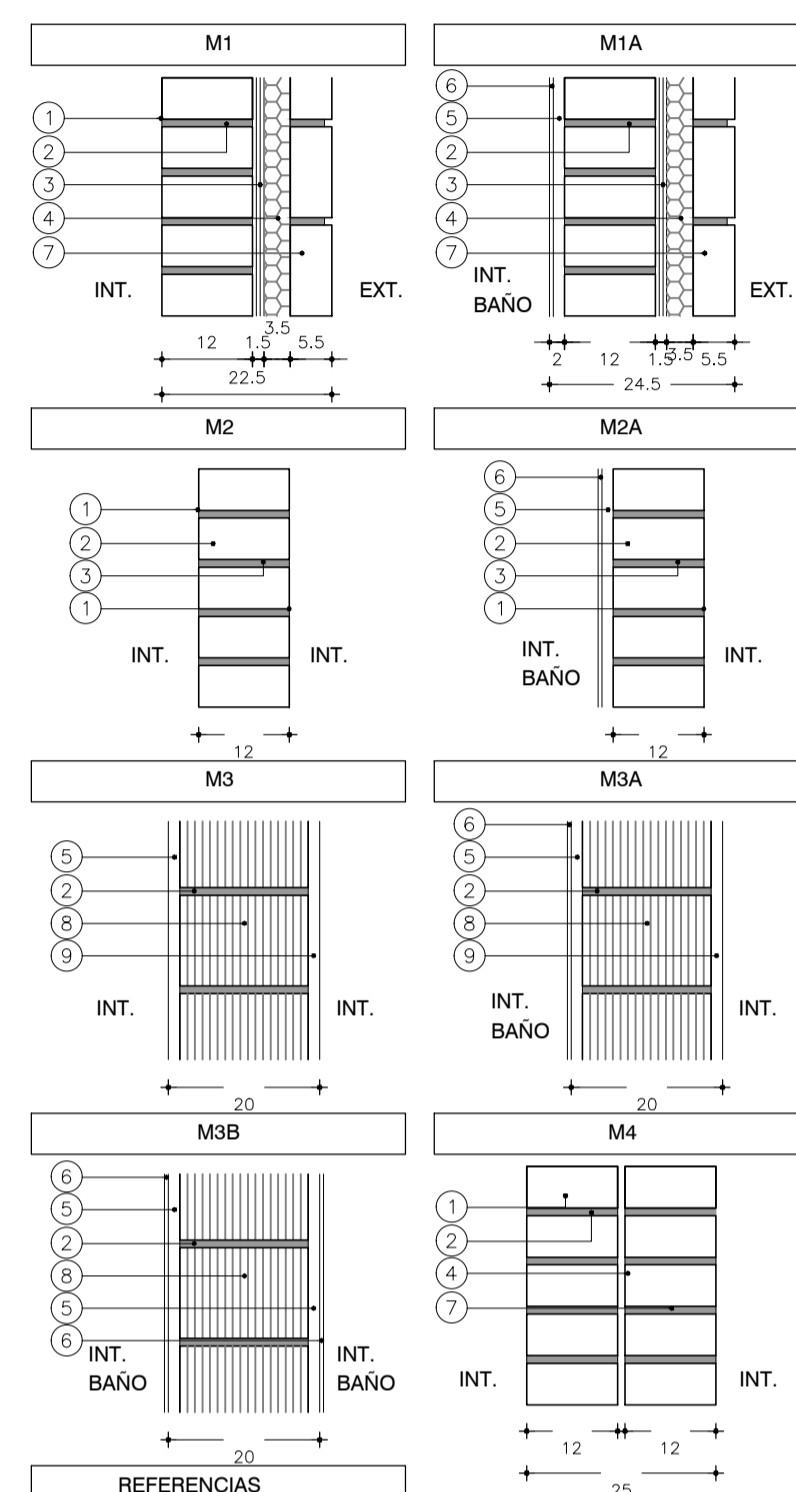 M1
1
2
3
4
7
INT.
EXT.
12 1.5 3.5 5.5
22.5
M1A
6
5
2
3
4
7
INT.
BAÑO
EXT.
2 12 1.5 3.5 5.5
24.5
M2
1
2
3
1
INT.
INT.
12
M2A
6
5
2
3
1
INT.
BAÑO
INT.
12
M3
5
2
8
9
INT.
INT.
20
M3A
6
5
2
8
9
INT.
BAÑO
INT.
20
M3B
6
5
2
8
5
6
INT.
BAÑO
INT.
BAÑO
20
M4
1
2
4
7
INT.
INT.
12 12
25
REFERENCIAS